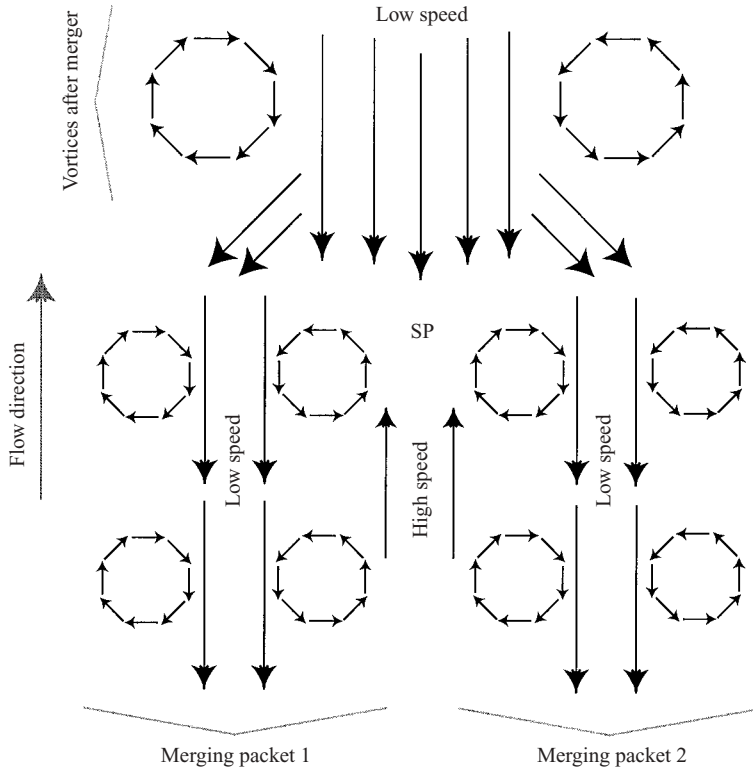 Low speed
Vortices after merger
Flow direction
SP
Low speed
High speed
Low speed
Merging packet 1
Merging packet 2